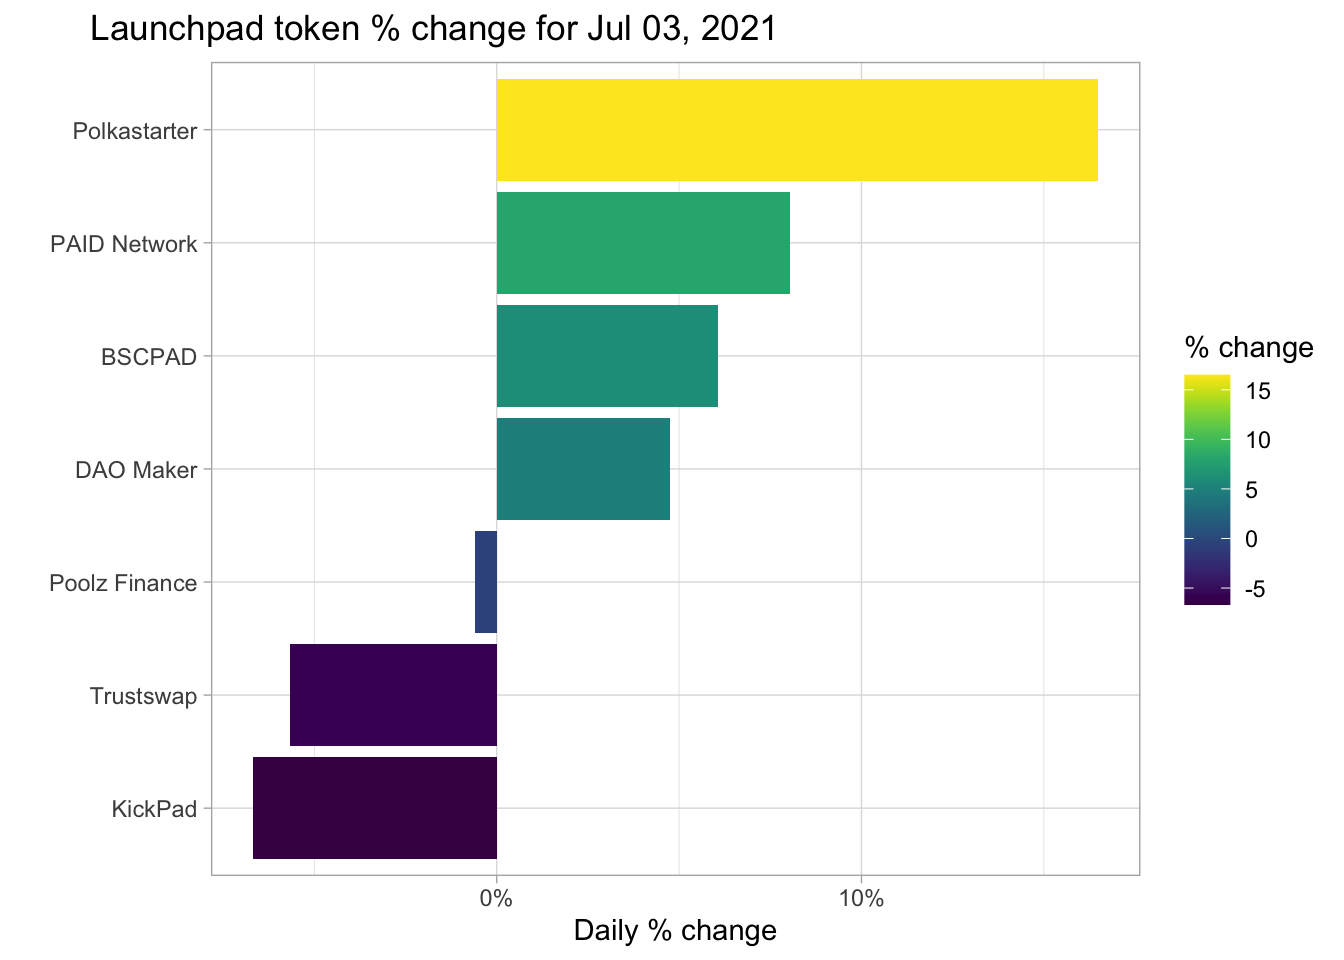 Launchpad token % change for Jul 03, 2021
Polkastarter
PAID Network
BSCPAD
DAO Maker
Poolz Finance
Trustswap
KickPad
0%
10%
Daily % change
% change
15
10
5
0
-5